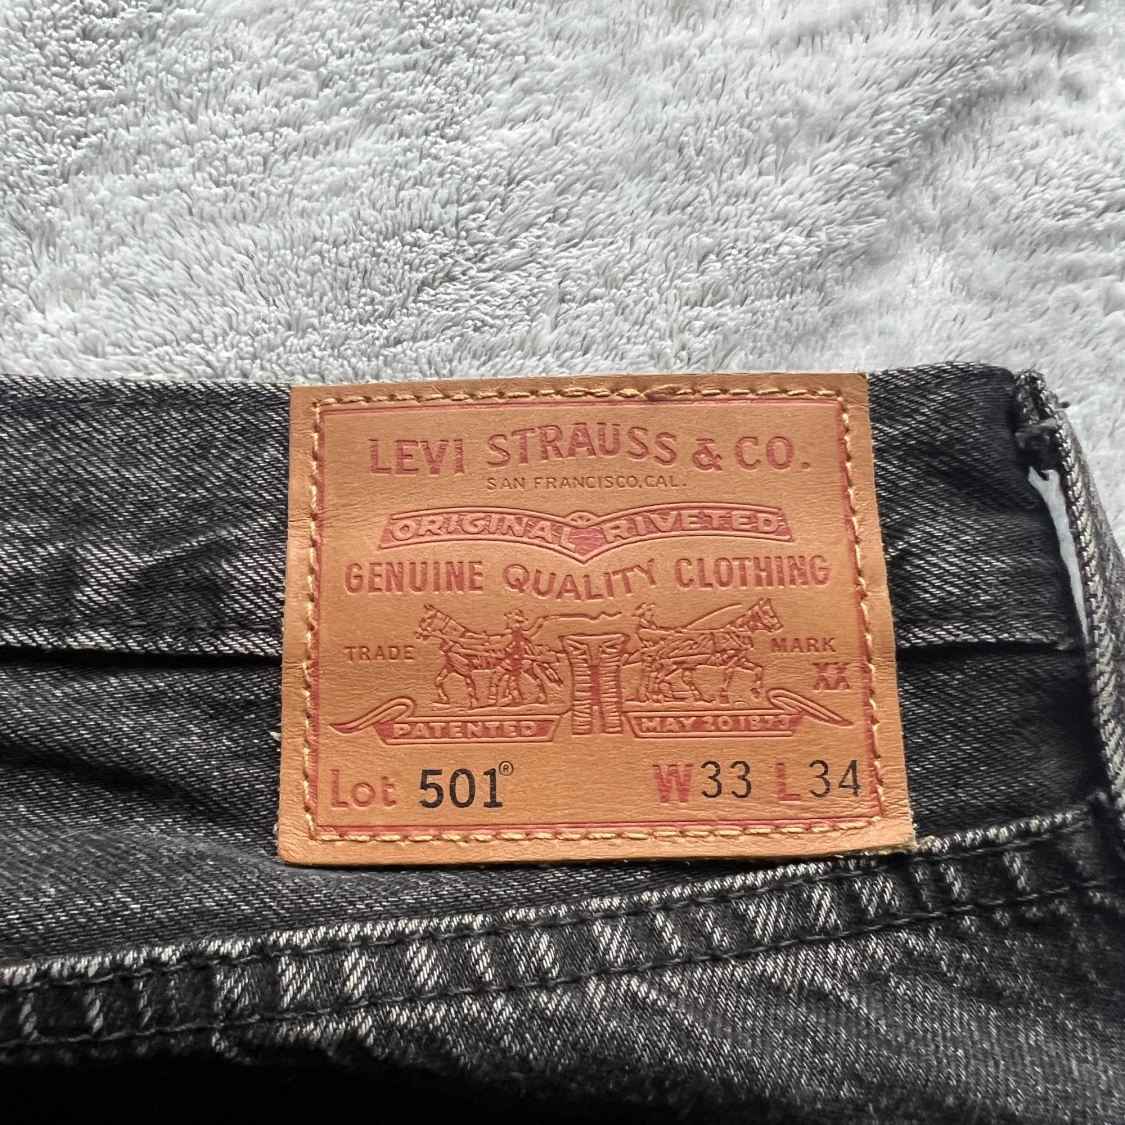 LEVI STRAUSS & CO.
SAN FRANCISCO, CAL.
ORIGINAL RIVETED
GENUINE QUALITY CLOTHING
TRADE MARK
XX
PATENTED MAY 20 1873
Lot 501® W33 L34